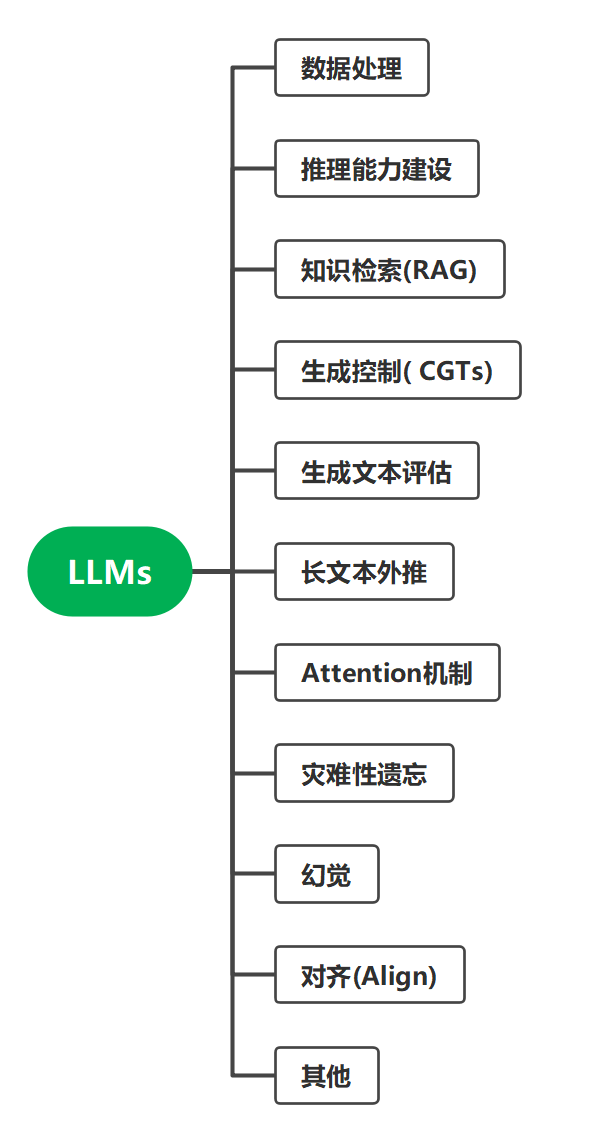 数据处理
推理能力建设
知识检索(RAG)
生成控制( CGTs)
生成文本评估
LLMs
长文本外推
Attention机制
灾难性遗忘
幻觉
对齐(Align)
其他